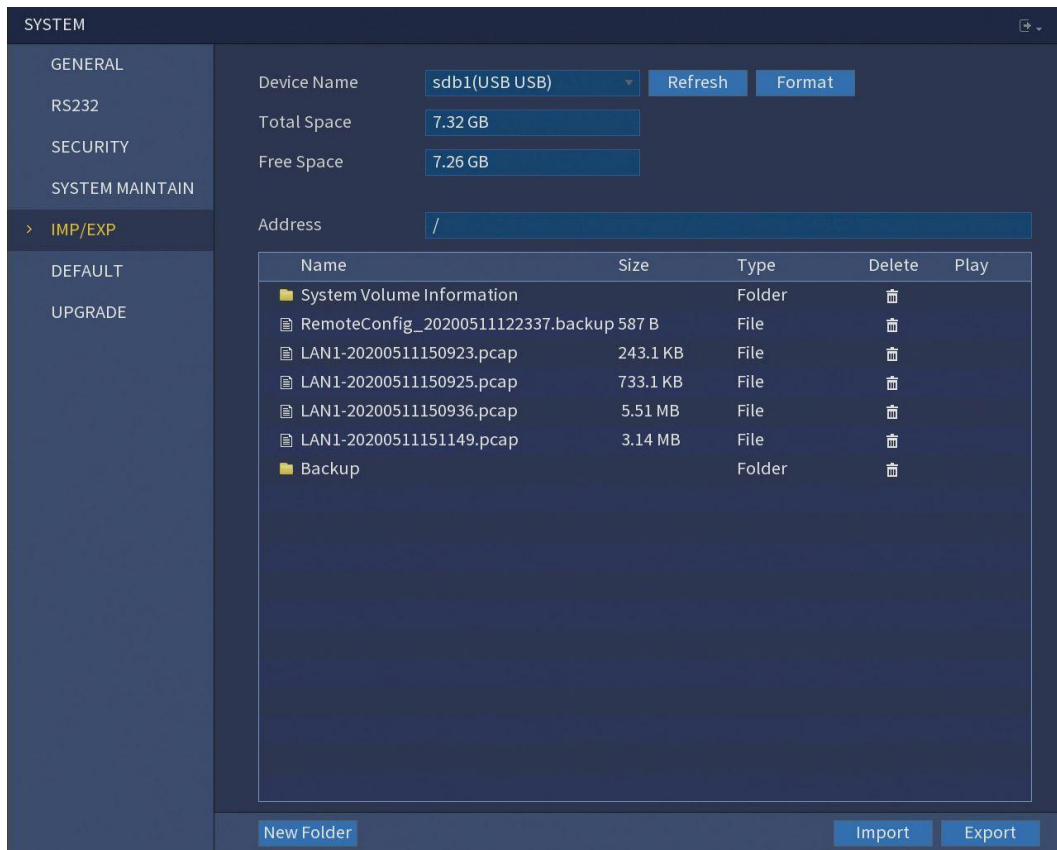 SYSTEM
GENERAL
RS232
SECURITY
SYSTEM MAINTAIN
IMP/EXP
DEFAULT
UPGRADE
Device Name sdb1(USB USB) Refresh Format
Total Space 7.32 GB
Free Space 7.26 GB
Address /
Name Size Type Delete Play
System Volume Information Folder
RemoteConfig_20200511122337.backup 587 B File
LAN1-20200511150923.pcap 243.1 KB File
LAN1-20200511150925.pcap 733.1 KB File
LAN1-20200511150936.pcap 5.51 MB File
LAN1-20200511151149.pcap 3.14 MB File
Backup Folder
New Folder Import Export